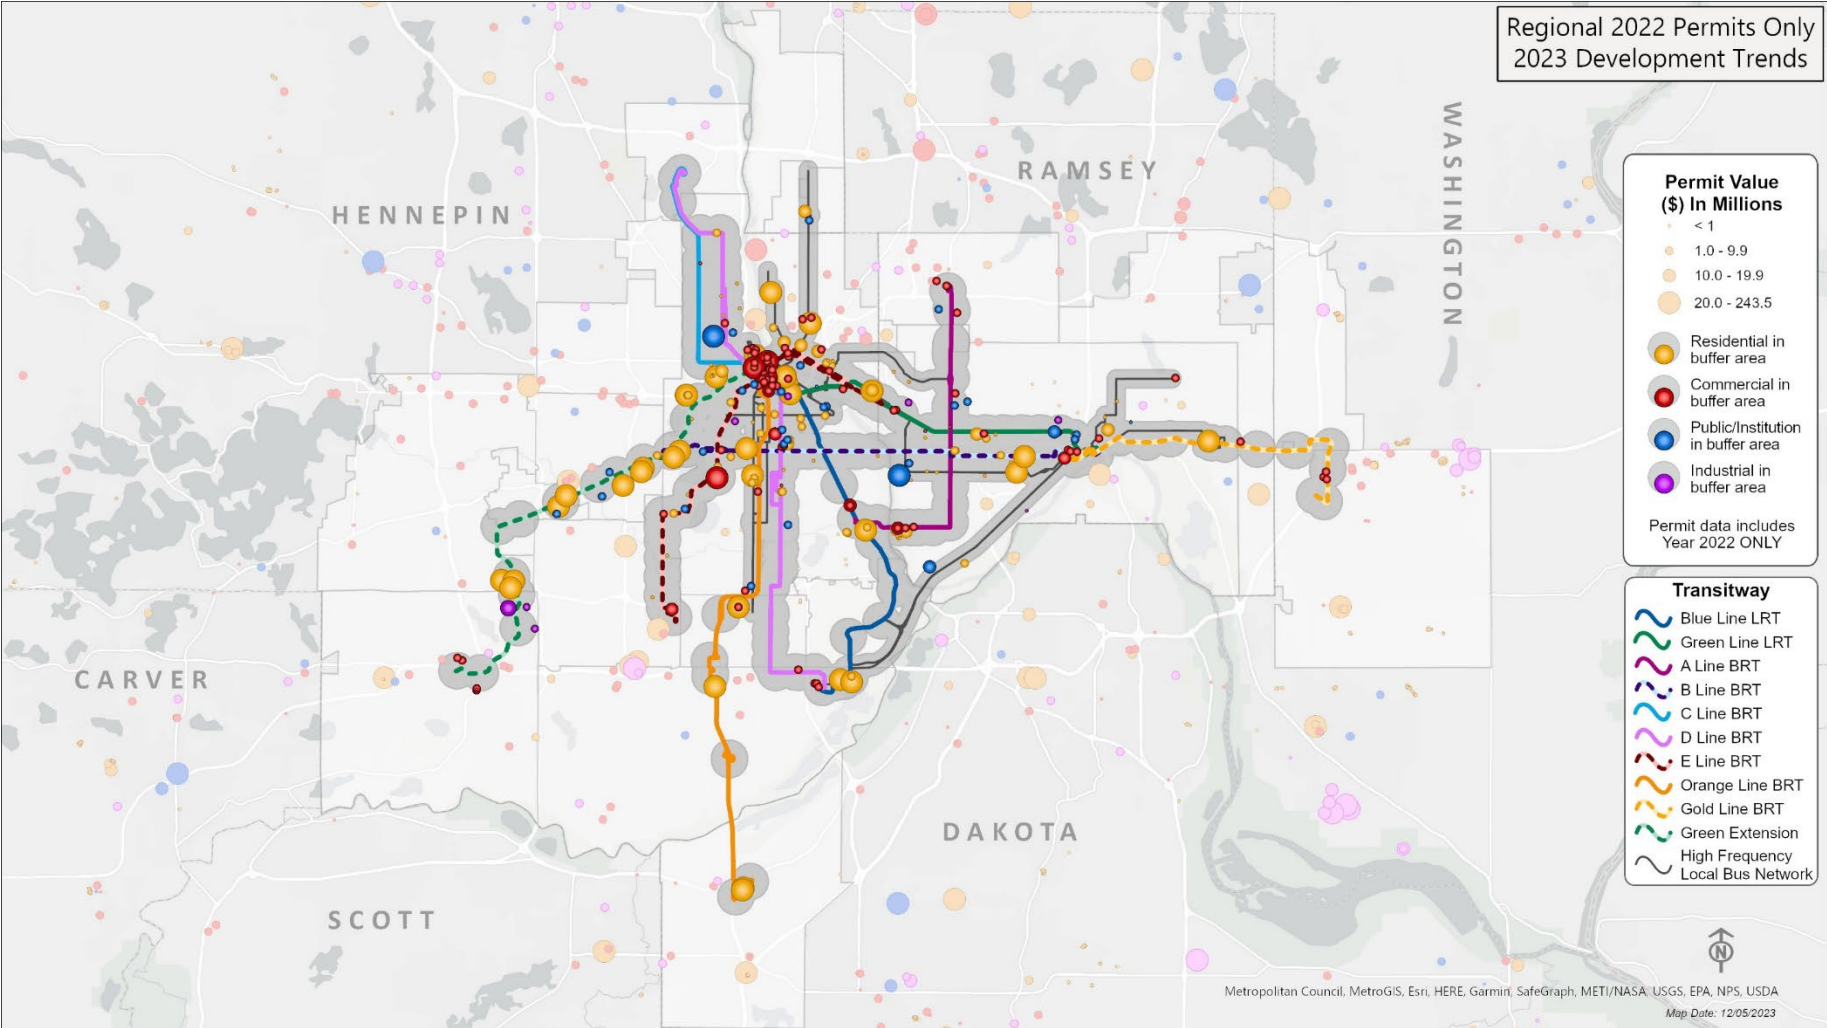 Regional 2022 Permits Only
2023 Development Trends
WASHINGTON
RAMSEY
HENNEPIN
Permit Value
($) In Millions
< 1
1.0 - 9.9
10.0 - 19.9
20.0 - 243.5
Residential in
buffer area
Commercial in
buffer area
Public/Institution
in buffer area
Industrial in
buffer area
Permit data includes
Year 2022 ONLY
Transitway
Blue Line LRT
Green Line LRT
A Line BRT
B Line BRT
C Line BRT
D Line BRT
E Line BRT
Orange Line BRT
Gold Line BRT
Green Extension
High Frequency
Local Bus Network
CARVER
DAKOTA
SCOTT
N
Metropolitan Council, MetroGIS, Esri, HERE, Garmin, SafeGraph, METI/NASA, USGS, EPA, NPS, USDA
Map Date: 12/05/2023